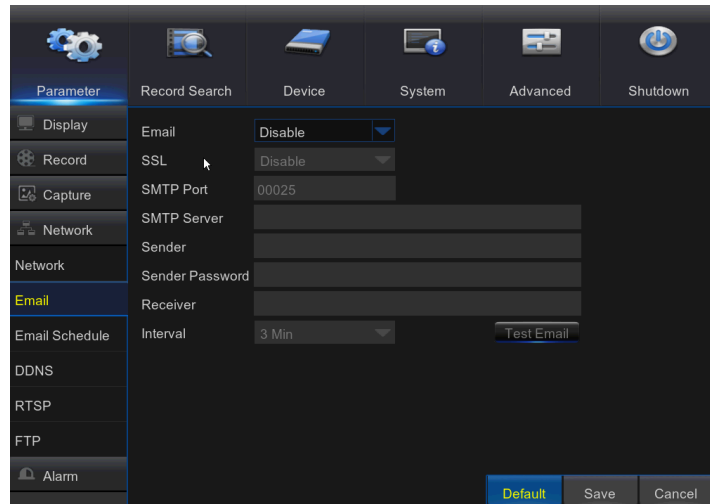 Parameter Record Search Device System Advanced Shutdown
Display
Record
Capture
Network
Network
Email
Email Schedule
DDNS
RTSP
FTP
Alarm
Email Disable
SSL Disable
SMTP Port 00025
SMTP Server
Sender
Sender Password
Receiver
Interval 3 Min Test Email
Default Save Cancel